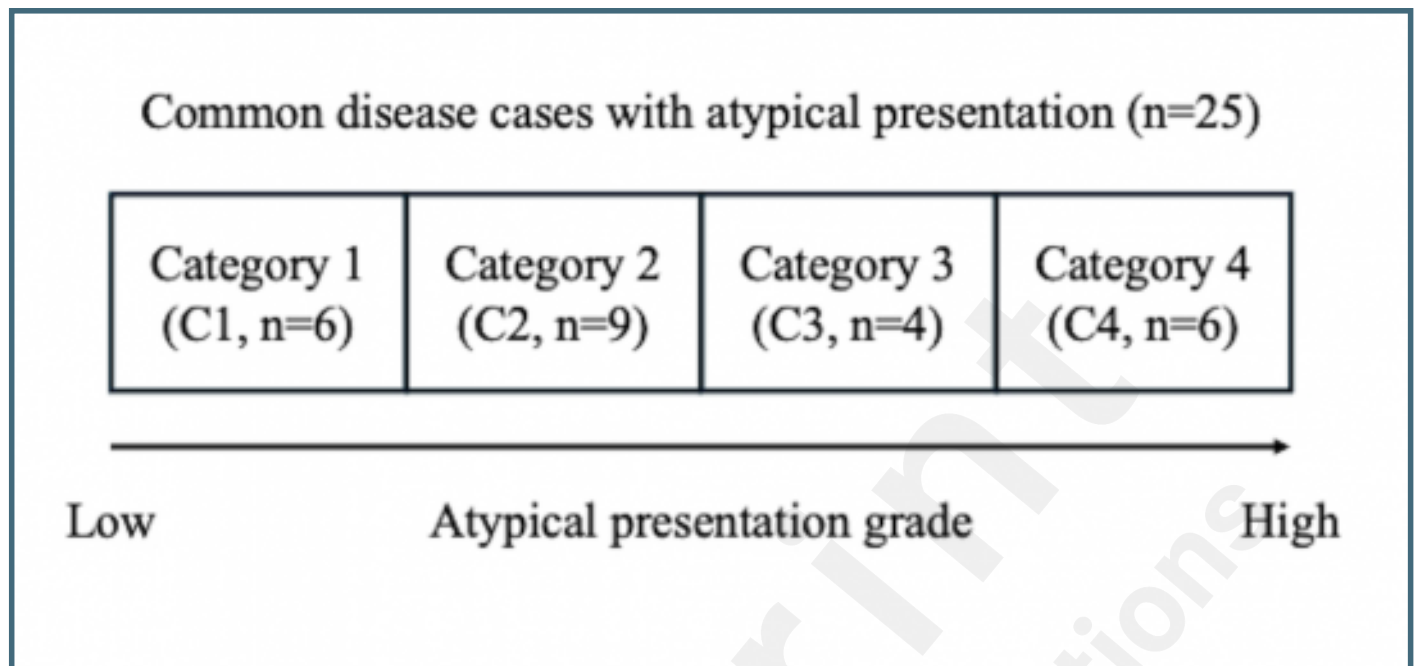 Common disease cases with atypical presentation (n=25)
Category 1
(C1, n=6)
Category 2
(C2, n=9)
Category 3
(C3, n=4)
Category 4
(C4, n=6)
Low
Atypical presentation grade
High